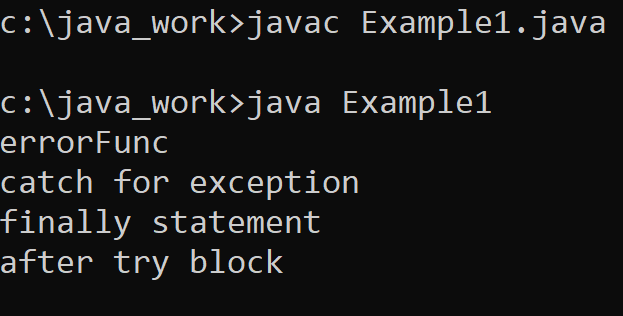 c:\java_work>javac Example1.java
c:\java_work>java Example1
errorFunc
catch for exception
finally statement
after try block